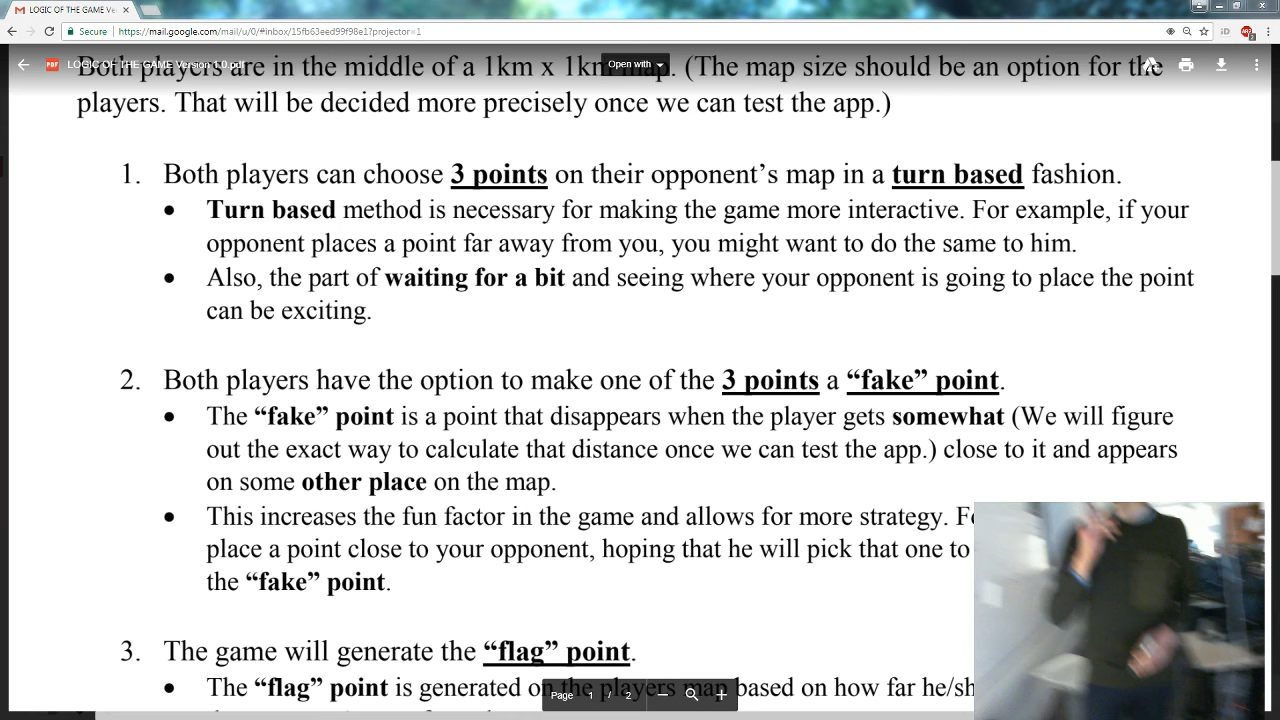 LOGIC OF THE GAME Ve
Secure https://mail.google.com/mail/u/0/#inbox/15fb63eed99f98e1?projector=1
LOGIC OF THE GAME Version 1.0.pdf
Open with
Both players are in the middle of a 1km x 1km map. (The map size should be an option for the
players. That will be decided more precisely once we can test the app.)
1. Both players can choose 3 points on their opponent’s map in a turn based fashion.
• Turn based method is necessary for making the game more interactive. For example, if your
opponent places a point far away from you, you might want to do the same to him.
• Also, the part of waiting for a bit and seeing where your opponent is going to place the point
can be exciting.
2. Both players have the option to make one of the 3 points a “fake” point.
• The “fake” point is a point that disappears when the player gets somewhat (We will figure
out the exact way to calculate that distance once we can test the app.) close to it and appears
on some other place on the map.
• This increases the fun factor in the game and allows for more strategy.
place a point close to your opponent, hoping that he will pick that one to
the “fake” point.
3. The game will generate the “flag” point.
• The “flag” point is generated on the players map based on how far he/sh
Page 1 / 2